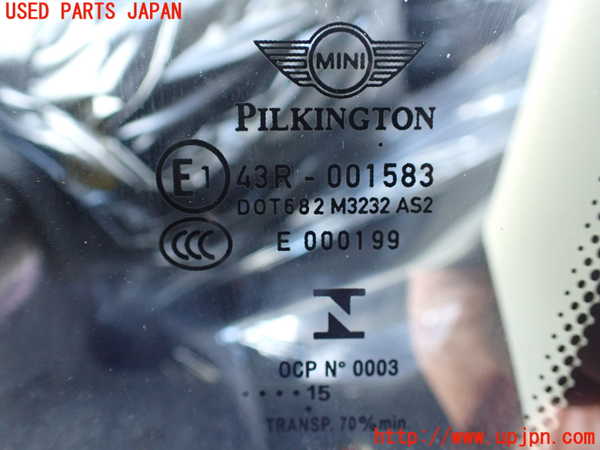 USED PARTS JAPAN
MINI
PILKINGTON
E1 43R - 001583
DOT682 M3232 AS2
CCC E 000199
N
OCP N° 0003
•••• 15
•
TRANSP. 70% min.
http://www.upjpn.com/